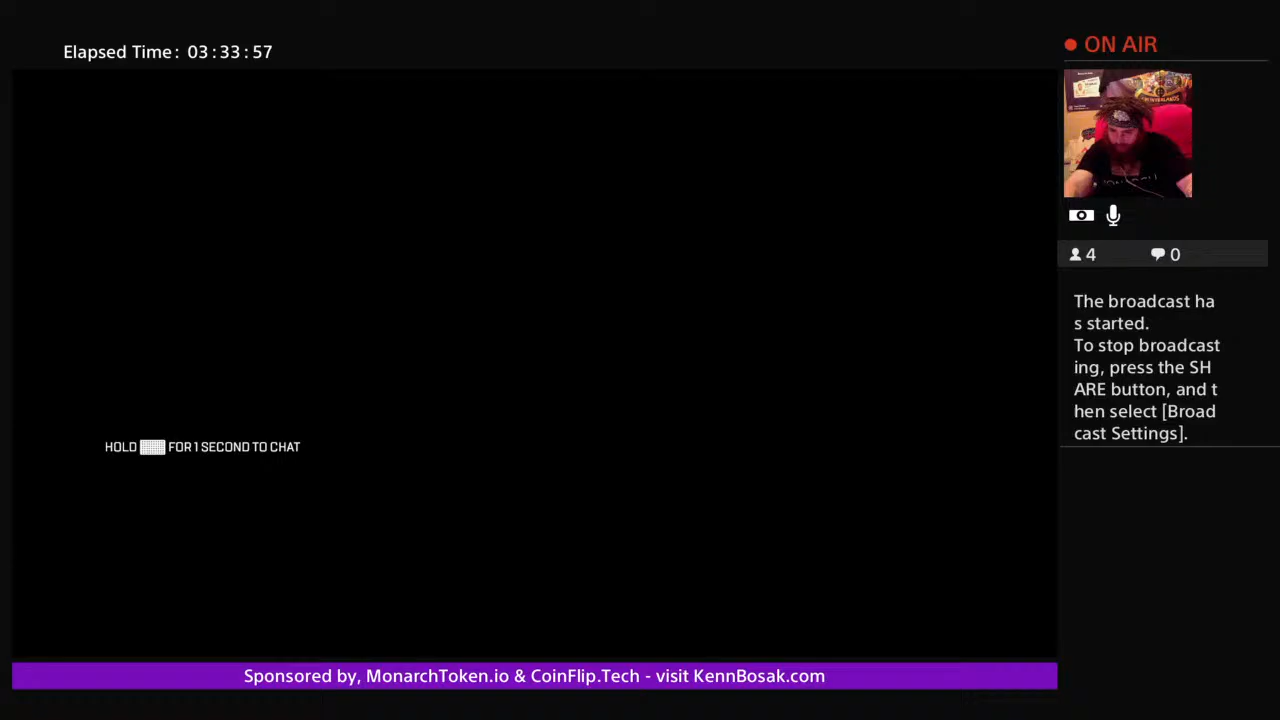 Elapsed Time: 03:33:57
ON AIR
4 0
The broadcast ha
s started.
To stop broadcast
ing, press the SH
ARE button, and t
hen select [Broad
cast Settings].
HOLD FOR 1 SECOND TO CHAT
Sponsored by, MonarchToken.io & CoinFlip.Tech - visit KennBosak.com